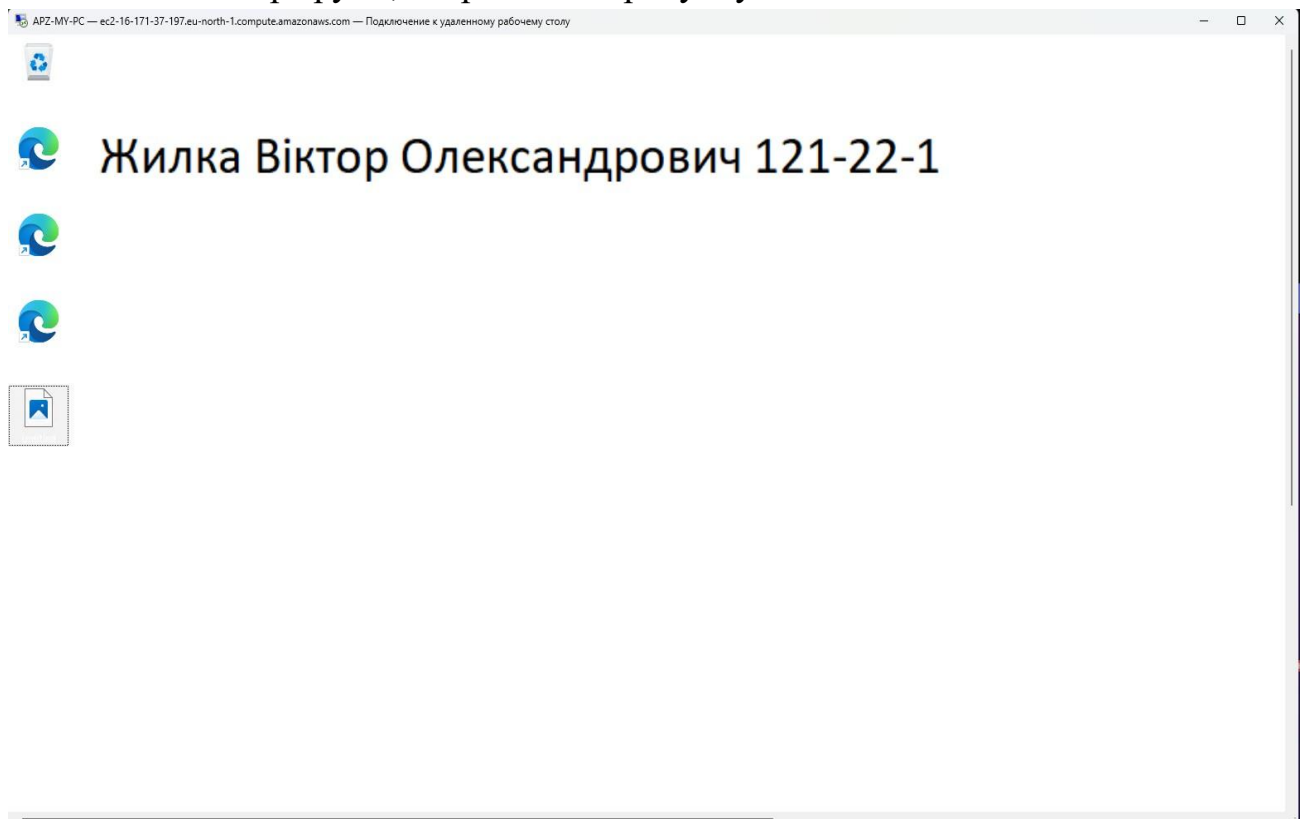 APZ-MY-PC — ec2-16-171-37-197.eu-north-1.compute.amazonaws.com — Подключение к удаленному рабочему столу
Жилка Віктор Олександрович 121-22-1